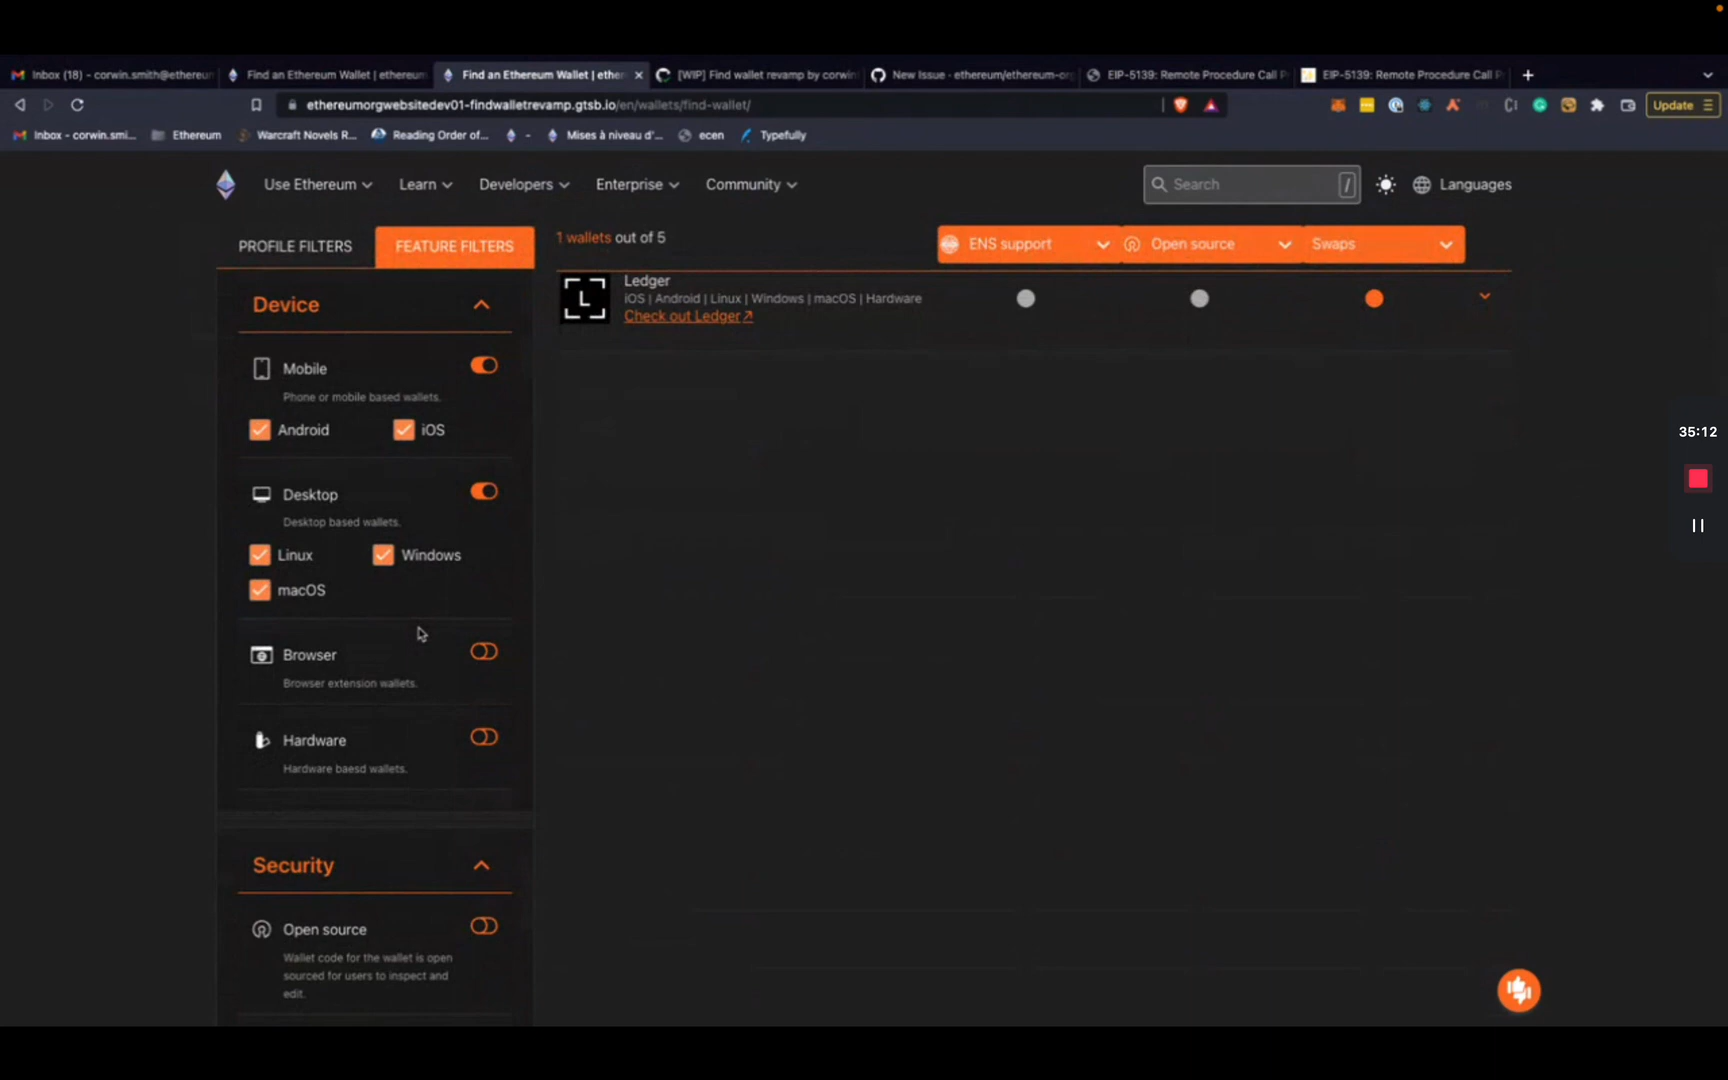 Inbox (18) - corwin.smith@ethereum
Find an Ethereum Wallet | ethereum.
Find an Ethereum Wallet | ether
[WIP] Find wallet revamp by corwin
New Issue - ethereum/ethereum-org
EIP-5139: Remote Procedure Call P
EIP-5139: Remote Procedure Call P
ethereumorgwebsitedev01-findwalletrevamp.gtsb.io/en/wallets/find-wallet/
Update
Inbox - corwin.smi...
Ethereum
Warcraft Novels R...
Reading Order of...
-
Mises à niveau d'...
ecen
Typefully
Use Ethereum
Learn
Developers
Enterprise
Community
Search
/
Languages
PROFILE FILTERS
FEATURE FILTERS
1 wallets out of 5
ENS support
Open source
Swaps
Device
L
Ledger
iOS | Android | Linux | Windows | macOS | Hardware
Check out Ledger
Mobile
Phone or mobile based wallets.
Android
iOS
Desktop
Desktop based wallets.
Linux
Windows
macOS
Browser
Browser extension wallets.
Hardware
Hardware baesd wallets.
Security
Open source
Wallet code for the wallet is open
sourced for users to inspect and
edit.
35:12